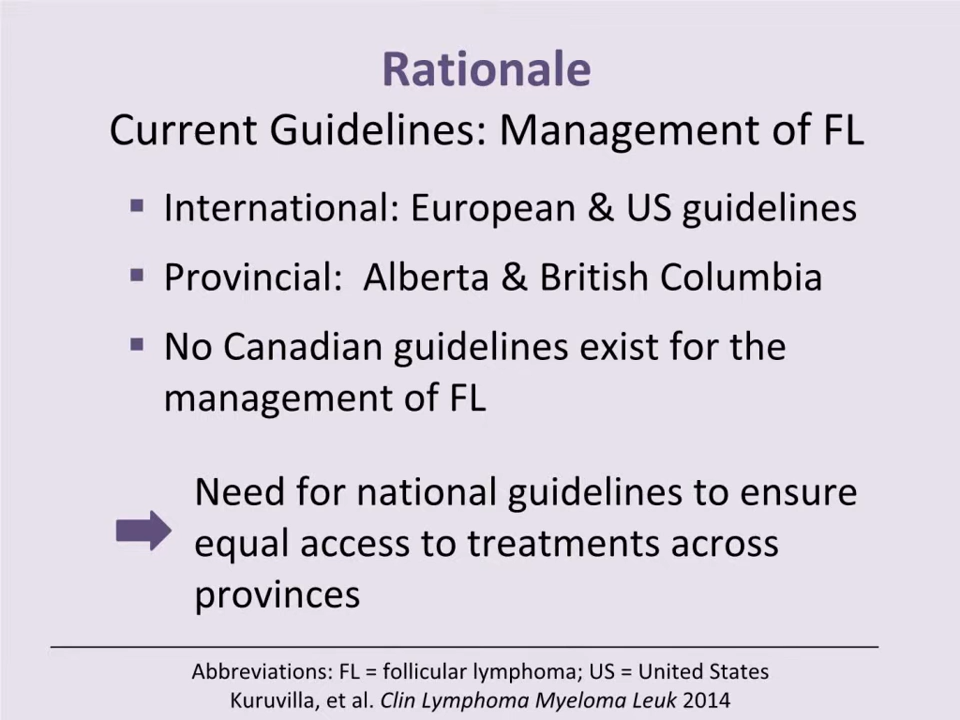 Rationale
Current Guidelines: Management of FL
▪ International: European & US guidelines
▪ Provincial: Alberta & British Columbia
▪ No Canadian guidelines exist for the
management of FL
Need for national guidelines to ensure
equal access to treatments across
provinces
Abbreviations: FL = follicular lymphoma; US = United States
Kuruvilla, et al. Clin Lymphoma Myeloma Leuk 2014